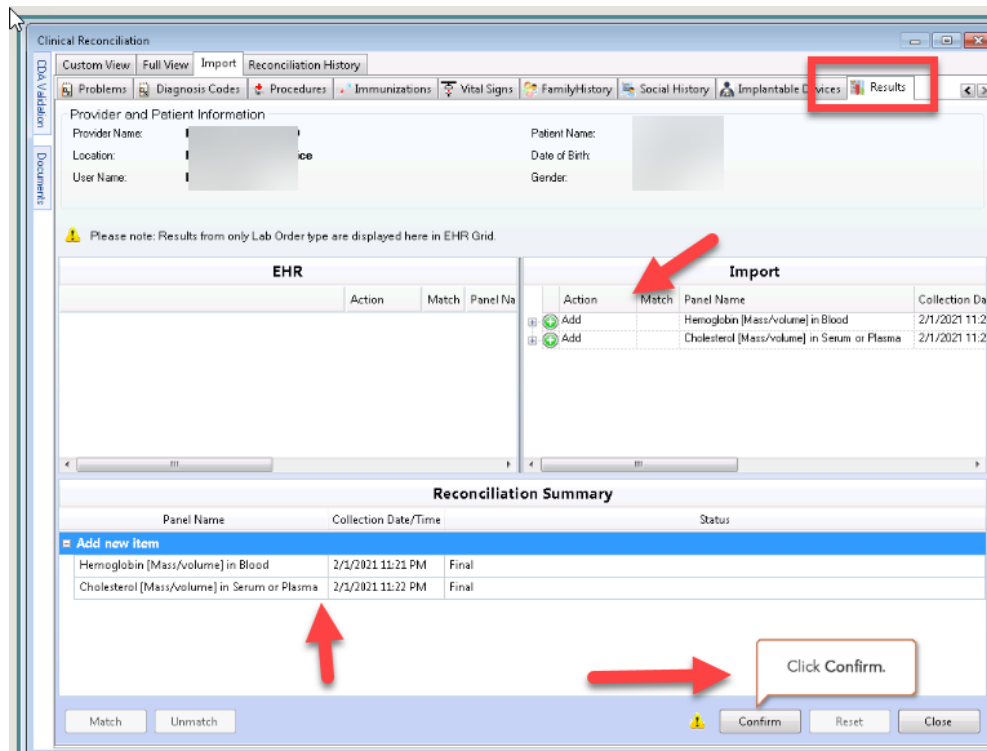 Clinical Reconciliation
CDA Validation
Documents
Custom View Full View Import Reconciliation History
Problems Diagnosis Codes Procedures Immunizations Vital Signs FamilyHistory Social History Implantable Devices Results
Provider and Patient Information
Provider Name: Patient Name:
Location: ice Date of Birth:
User Name: Gender:
Please note: Results from only Lab Order type are displayed here in EHR Grid.
EHR Import
Action Match Panel Na Action Match Panel Name Collection Da
Add Hemoglobin [Mass/volume] in Blood 2/1/2021 11:2
Add Cholesterol [Mass/volume] in Serum or Plasma 2/1/2021 11:2
Reconciliation Summary
Panel Name Collection Date/Time Status
Add new item
Hemoglobin [Mass/volume] in Blood 2/1/2021 11:21 PM Final
Cholesterol [Mass/volume] in Serum or Plasma 2/1/2021 11:22 PM Final
Click Confirm.
Match Unmatch Confirm Reset Close